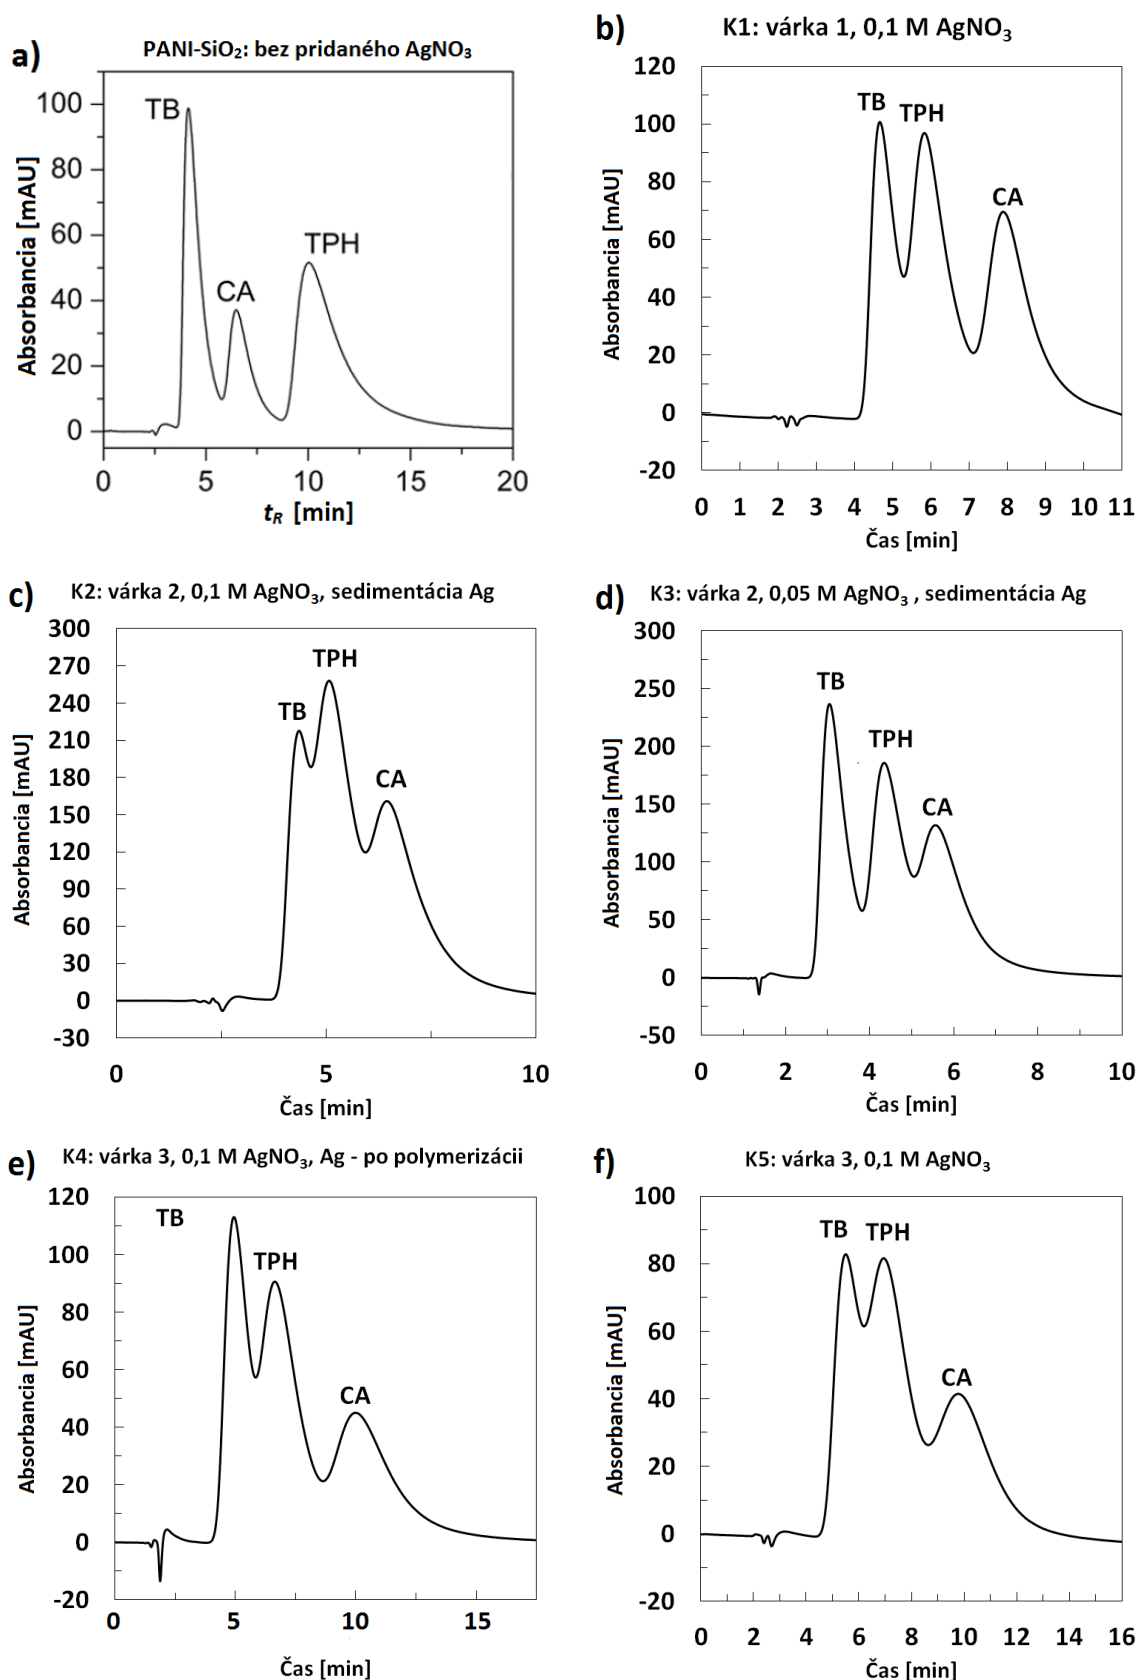 a)
PANI-SiO₂: bez pridaného AgNO₃
TB
CA
TPH
100
80
60
40
20
0
Absorbancia [mAU]
0 5 10 15 20
tR [min]
b)
K1: várka 1, 0,1 M AgNO₃
TB
TPH
CA
120
100
80
60
40
20
0
-20
Absorbancia [mAU]
0 1 2 3 4 5 6 7 8 9 10 11
Čas [min]
c)
K2: várka 2, 0,1 M AgNO₃, sedimentácia Ag
TPH
TB
CA
300
270
240
210
180
150
120
90
60
30
0
-30
Absorbancia [mAU]
0 5 10
Čas [min]
d)
K3: várka 2, 0,05 M AgNO₃ , sedimentácia Ag
TB
TPH
CA
300
250
200
150
100
50
0
-50
Absorbancia [mAU]
0 2 4 6 8 10
Čas [min]
e)
K4: várka 3, 0,1 M AgNO₃, Ag - po polymerizácii
TB
TPH
CA
120
100
80
60
40
20
0
-20
Absorbancia [mAU]
0 5 10 15
Čas [min]
f)
K5: várka 3, 0,1 M AgNO₃
TB
TPH
CA
100
80
60
40
20
0
-20
Absorbancia [mAU]
0 2 4 6 8 10 12 14 16
Čas [min]